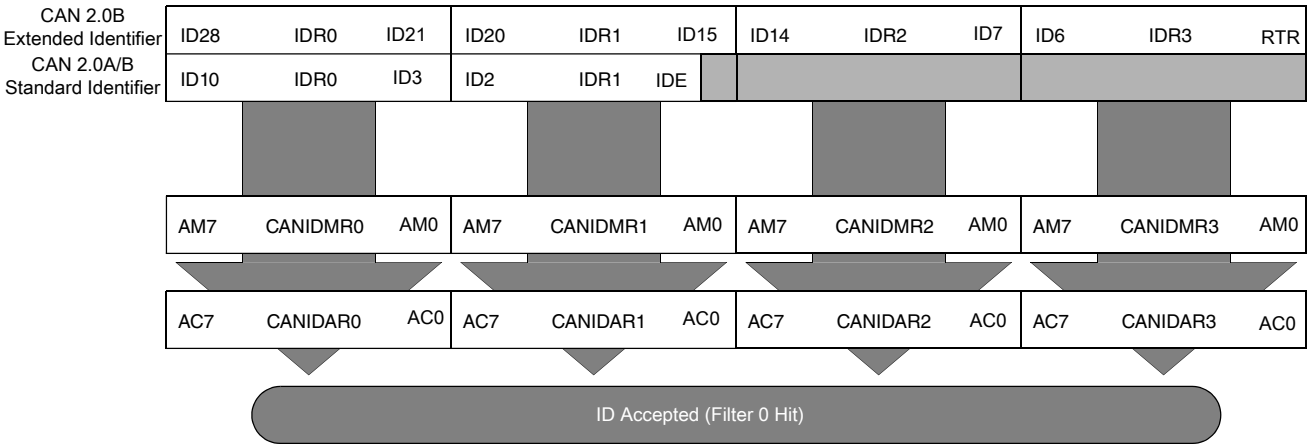 CAN 2.0B
Extended Identifier
ID28 IDR0 ID21 ID20 IDR1 ID15 ID14 IDR2 ID7 ID6 IDR3 RTR
CAN 2.0A/B
Standard Identifier
ID10 IDR0 ID3 ID2 IDR1 IDE
AM7 CANIDMR0 AM0 AM7 CANIDMR1 AM0 AM7 CANIDMR2 AM0 AM7 CANIDMR3 AM0
AC7 CANIDAR0 AC0 AC7 CANIDAR1 AC0 AC7 CANIDAR2 AC0 AC7 CANIDAR3 AC0
ID Accepted (Filter 0 Hit)